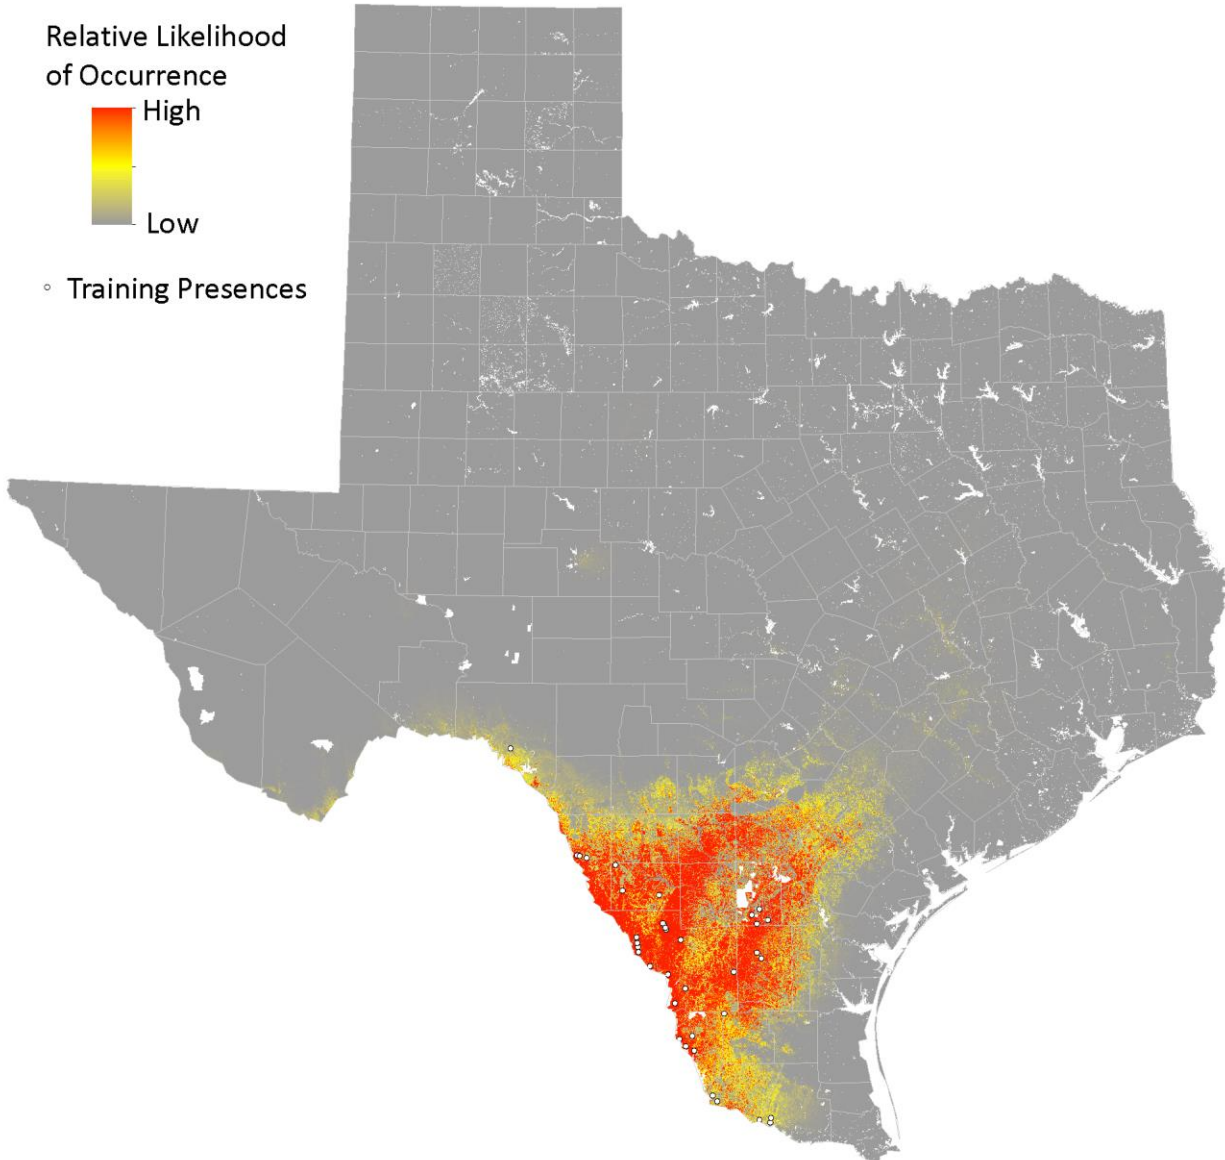 Relative Likelihood
of Occurrence
High
Low
Training Presences